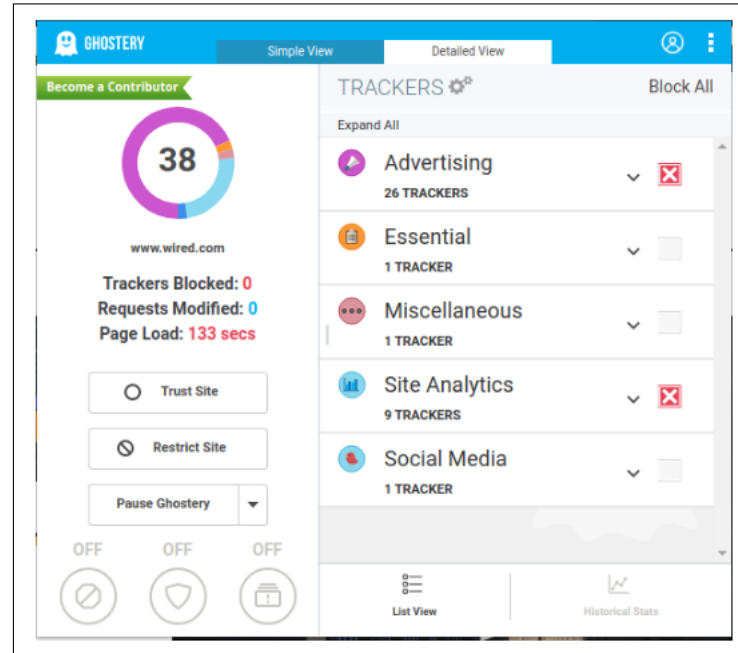 GHOSTERY
Simple View
Detailed View
Become a Contributor
38
www.wired.com
Trackers Blocked: 0
Requests Modified: 0
Page Load: 133 secs
Trust Site
Restrict Site
Pause Ghostery
OFF OFF OFF
TRACKERS
Block All
Expand All
Advertising
26 TRACKERS
Essential
1 TRACKER
Miscellaneous
1 TRACKER
Site Analytics
9 TRACKERS
Social Media
1 TRACKER
List View
Historical Stats